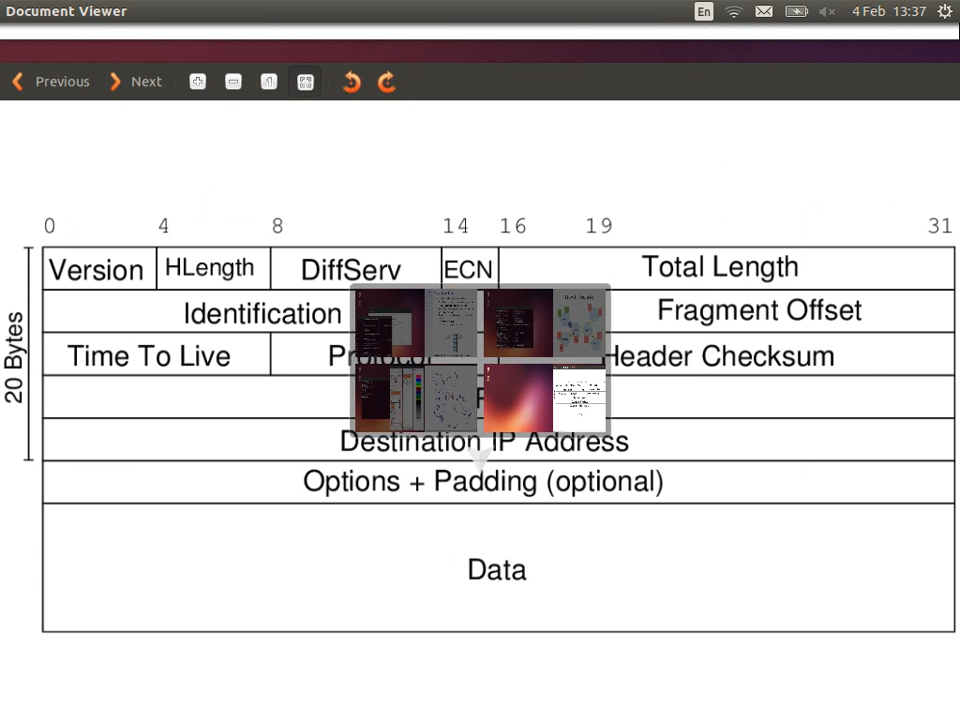 Document Viewer En 4 Feb 13:37
Previous Next
0 4 8 14 16 19 31
Version HLength DiffServ ECN Total Length
Identification Fragment Offset
Time To Live Protocol Header Checksum
Destination IP Address
Options + Padding (optional)
Data
20 Bytes